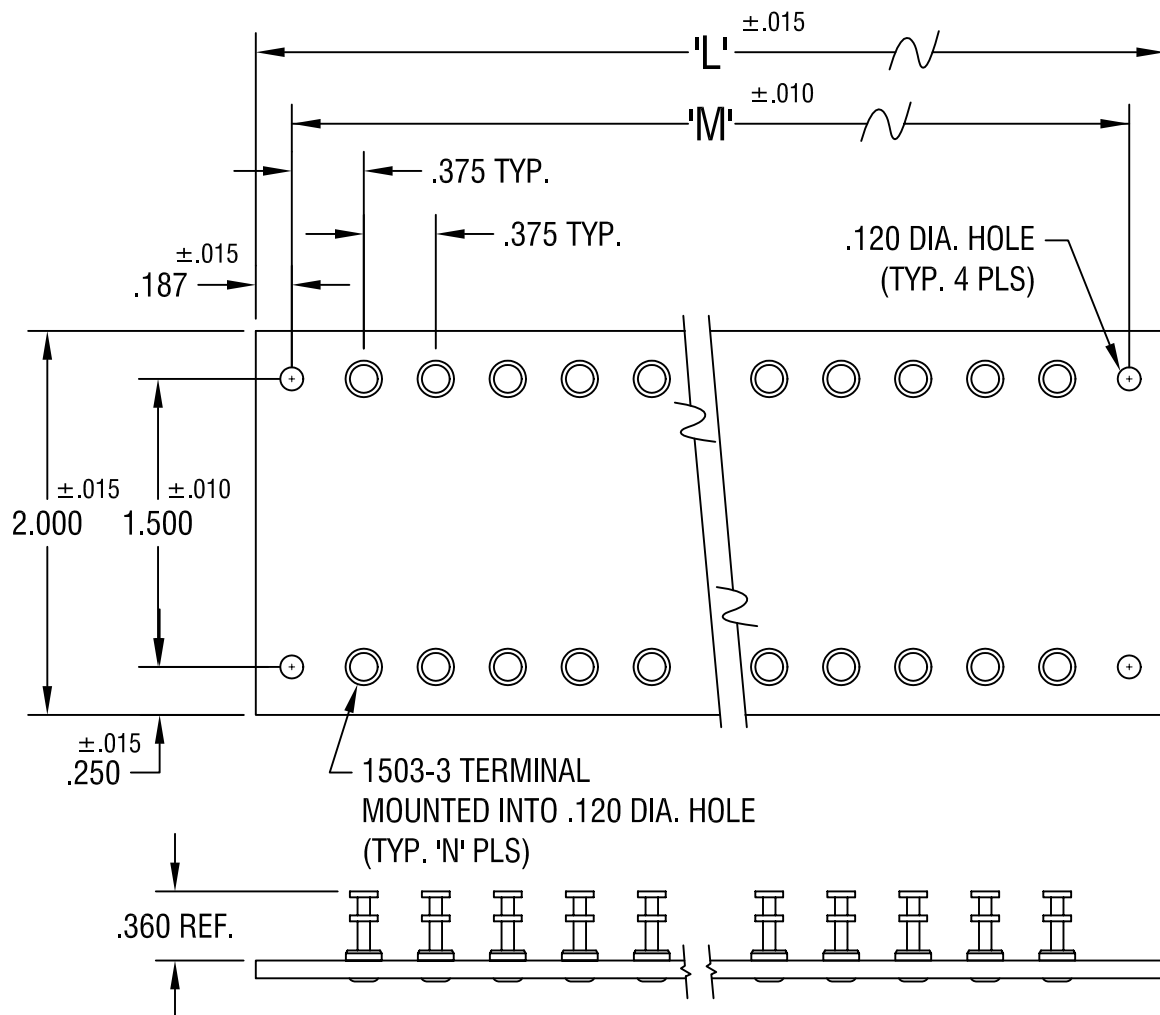 ±.015
'L'
±.010
'M'
.375 TYP.
.375 TYP.
±.015
.187
.120 DIA. HOLE
(TYP. 4 PLS)
±.015
2.000
±.010
1.500
±.015
.250
1503-3 TERMINAL
MOUNTED INTO .120 DIA. HOLE
(TYP. 'N' PLS)
.360 REF.